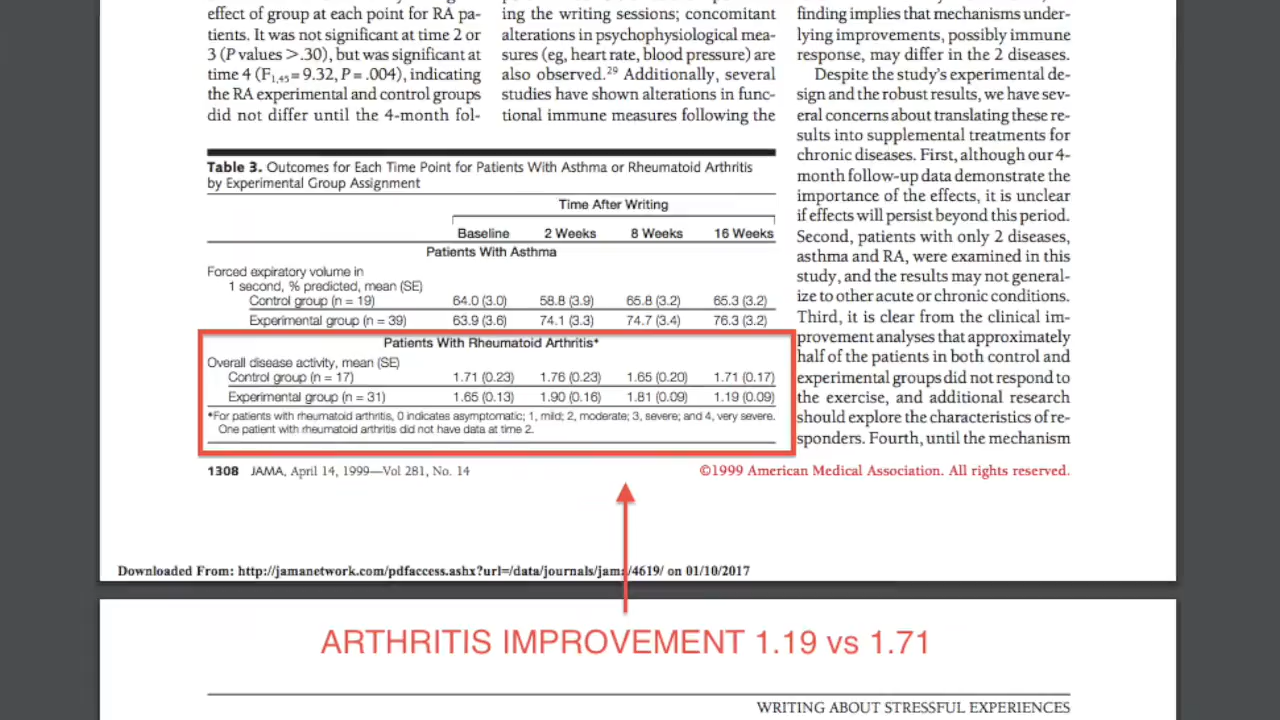 effect of group at each point for RA pa-
tients. It was not significant at time 2 or
3 (P values >.30), but was significant at
time 4 (F1,45=9.32, P=.004), indicating
the RA experimental and control groups
did not differ until the 4-month fol-
ing the writing sessions; concomitant
alterations in psychophysiological mea-
sures (eg, heart rate, blood pressure) are
also observed.29 Additionally, several
studies have shown alterations in func-
tional immune measures following the
Table 3. Outcomes for Each Time Point for Patients With Asthma or Rheumatoid Arthritis
by Experimental Group Assignment
Time After Writing
Baseline 2 Weeks 8 Weeks 16 Weeks
Patients With Asthma
Forced expiratory volume in
1 second, % predicted, mean (SE)
Control group (n = 19) 64.0 (3.0) 58.8 (3.9) 65.8 (3.2) 65.3 (3.2)
Experimental group (n = 39) 63.9 (3.6) 74.1 (3.3) 74.7 (3.4) 76.3 (3.2)
Patients With Rheumatoid Arthritis*
Overall disease activity, mean (SE)
Control group (n = 17) 1.71 (0.23) 1.76 (0.23) 1.65 (0.20) 1.71 (0.17)
Experimental group (n = 31) 1.65 (0.13) 1.90 (0.16) 1.81 (0.09) 1.19 (0.09)
*For patients with rheumatoid arthritis, 0 indicates asymptomatic; 1, mild; 2, moderate; 3, severe; and 4, very severe.
One patient with rheumatoid arthritis did not have data at time 2.
finding implies that mechanisms under-
lying improvements, possibly immune
response, may differ in the 2 diseases.
Despite the study's experimental de-
sign and the robust results, we have sev-
eral concerns about translating these re-
sults into supplemental treatments for
chronic diseases. First, although our 4-
month follow-up data demonstrate the
importance of the effects, it is unclear
if effects will persist beyond this period.
Second, patients with only 2 diseases,
asthma and RA, were examined in this
study, and the results may not general-
ize to other acute or chronic conditions.
Third, it is clear from the clinical im-
provement analyses that approximately
half of the patients in both control and
experimental groups did not respond to
the exercise, and additional research
should explore the characteristics of re-
sponders. Fourth, until the mechanism
1308 JAMA, April 14, 1999—Vol 281, No. 14
©1999 American Medical Association. All rights reserved.
Downloaded From: http://jamanetwork.com/pdfaccess.ashx?url=/data/journals/jama/4619/ on 01/10/2017
ARTHRITIS IMPROVEMENT 1.19 vs 1.71
WRITING ABOUT STRESSFUL EXPERIENCES